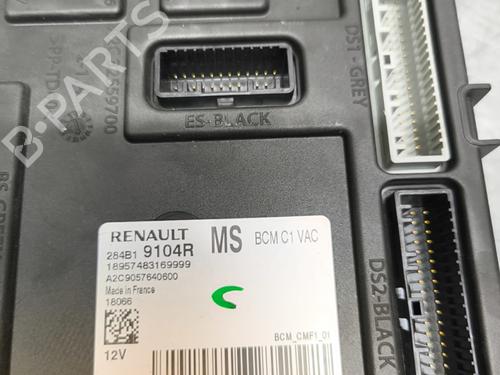 DS1-GREY
ES-BLACK
B-PARTS
RENAULT MS BCM C1 VAC
284B1 9104R
18957483169999
A2C9057640600
Made in France
18066
12V
BCM_CMF1_01
DS2-BLACK